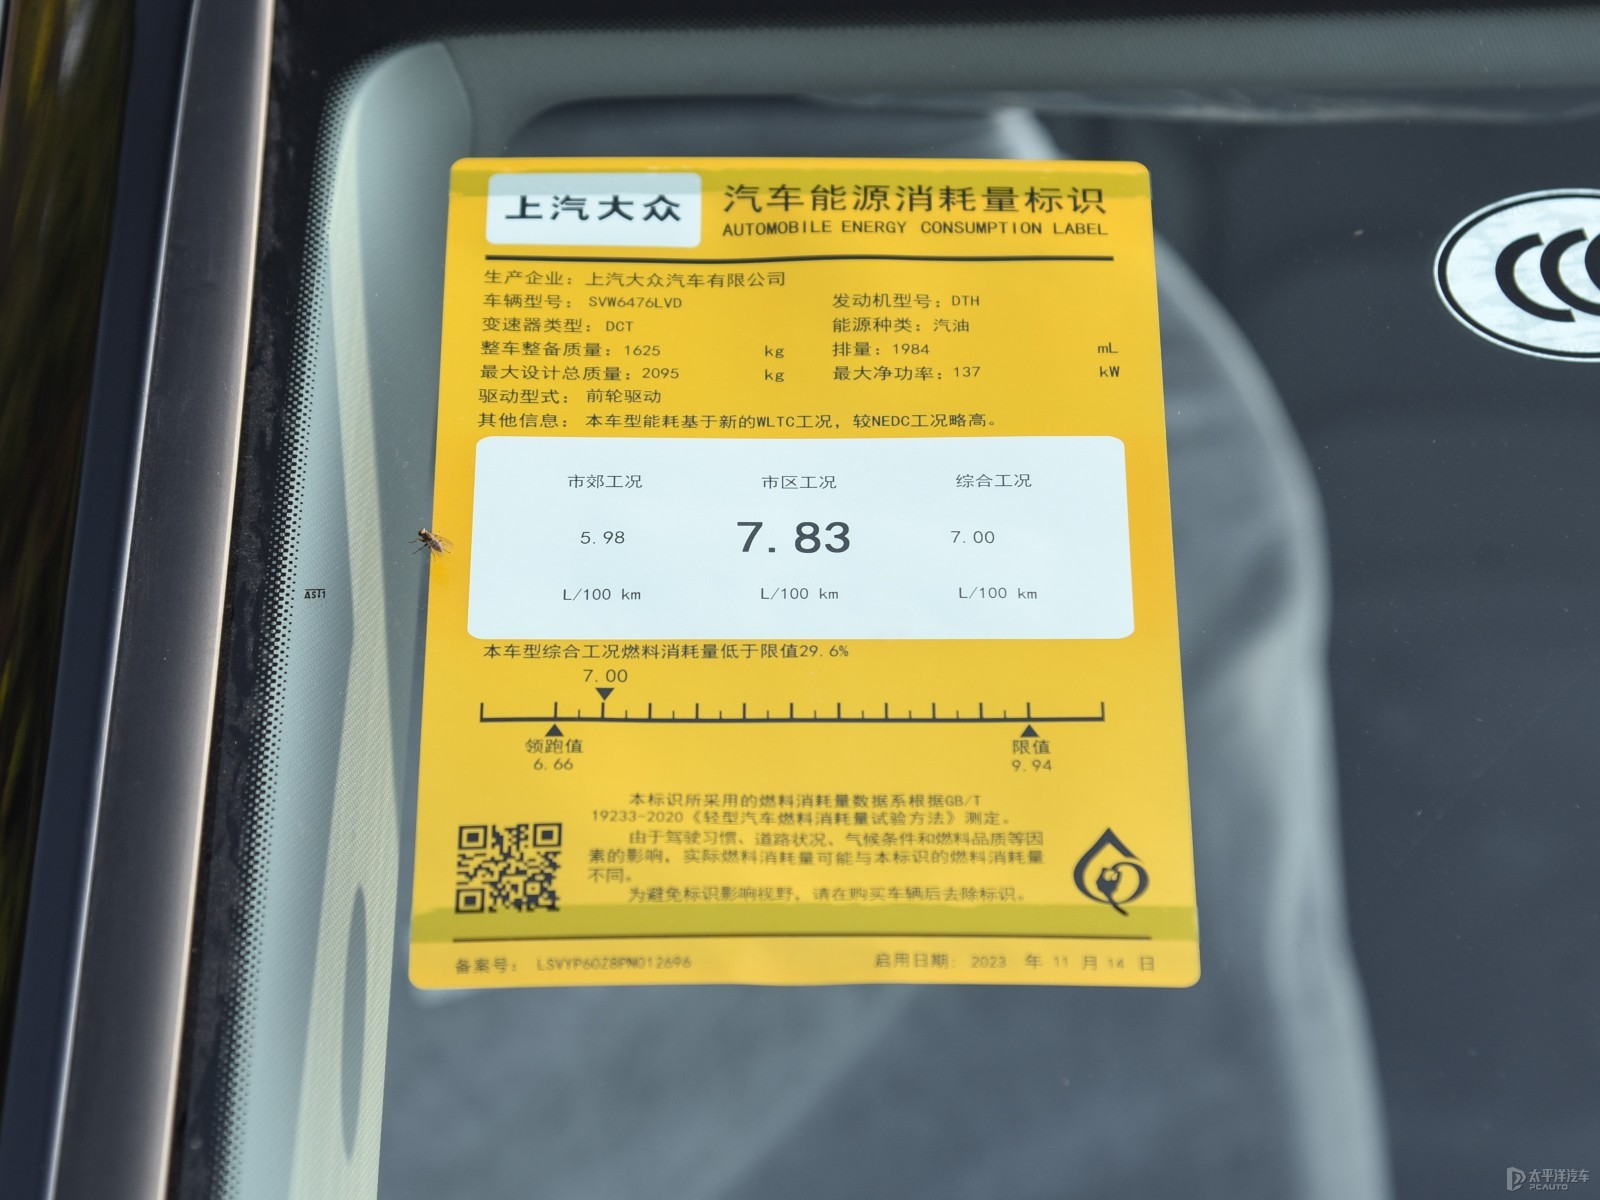 上汽大众
汽车能源消耗量标识
AUTOMOBILE ENERGY CONSUMPTION LABEL
生产企业：上汽大众汽车有限公司
车辆型号：SVW6476LVD 发动机型号：DTH
变速器类型：DCT 能源种类：汽油
整车整备质量：1625 kg 排量：1984 mL
最大设计总质量：2095 kg 最大净功率：137 kW
驱动型式：前轮驱动
其他信息：本车型能耗基于新的WLTC工况，较NEDC工况略高。
市郊工况 市区工况 综合工况
5.98 7.83 7.00
L/100 km L/100 km L/100 km
本车型综合工况燃料消耗量低于限值29.6%
7.00
领跑值 限值
6.66 9.94
本标识所采用的燃料消耗量数据系根据GB/T
19233-2020《轻型汽车燃料消耗量试验方法》测定。
由于驾驶习惯、道路状况、气候条件和燃料品质等因
素的影响，实际燃料消耗量可能与本标识的燃料消耗量
不同。
为避免标识影响视野，请在购买车辆后去除标识。
备案号：LSVYP60Z8PN012696 启用日期：2023 年 11 月 14 日
AS11
太平洋汽车
PCAUTO